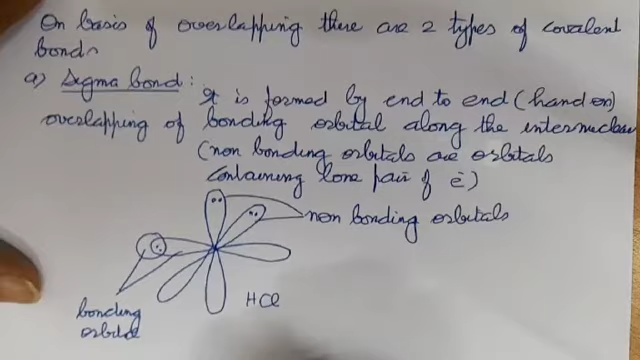 On basis of overlapping there are 2 types of covalent
bonds
a) Sigma bond: It is formed by end to end (hand on)
overlapping of bonding orbital along the internuclear
(non bonding orbitals are orbitals
containing lone pair of e)
non bonding orbitals
HCl
bonding
orbital